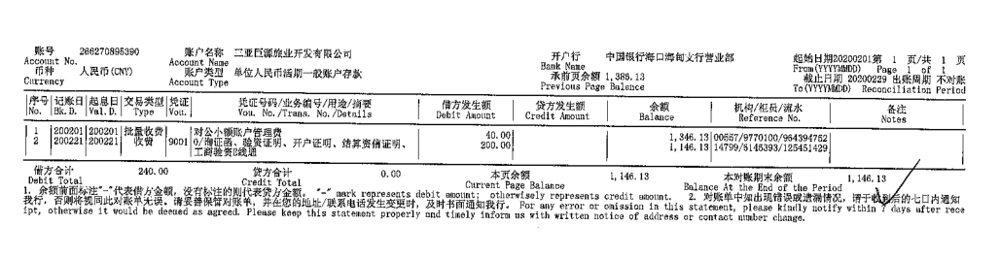 账号 266270895390 账户名称 三亚巨源旅业开发有限公司 开户行 中国银行海口海甸支行营业部 起始日期20200201第 1 页/共 1 页
Account No. Account Name Bank Name From(YYYYMMDD) Page 1 of 1
币种 人民币(CNY) 账户类型 单位人民币活期一般账户存款 承前页余额 1,386.13 截止日期 20200229 出账周期 不对账
Currency Account Type Previous Page Balance To(YYYYMMDD) Reconciliation Period
序号 记账日 起息日 交易类型 凭证 凭证号码/业务编号/用途/摘要 借方发生额 贷方发生额 余额 机构/柜员/流水 备注
No. Bk.D. Val.D. Type Vou. Vou. No./Trans. No./Details Debit Amount Credit Amount Balance Reference No. Notes
1 200201 200201 批量收费 对公小额账户管理费 40.00 1,346.13 00557/9770100/964394752
2 200221 200221 收费 9001 0/询证函、验资证明、开户证明、结算资信证明、 200.00 1,146.13 14799/5145393/125451429
工商验资E线通
借方合计 240.00 贷方合计 0.00 本页余额 1,146.13 本对账期末余额 1,146.13
Debit Total Credit Total Current Page Balance Balance At the End of the Period
1. 余额前面标注"-"代表借方金额，没有标注的则代表贷方金额。 "-" mark represents debit amount; otherwisely represents credit amount. 2. 对账单中如出现错误或遗漏情况，请于收到后的七日内通知
我行，否则将视同此对账单无误。请妥善保管对账单，并在您的地址/联系电话发生变更时，及时书面通知我行。 For any error or omission in this statement, please kindly notify within 7 days after rece
ipt, otherwise it would be deemed as agreed. Please keep this statement properly and timely inform us with written notice of address or contact number change.